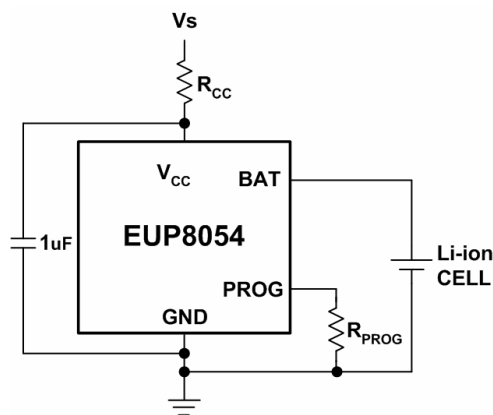 Vs
RCC
VCC
BAT
1uF
EUP8054
Li-ion
CELL
PROG
GND
RPROG